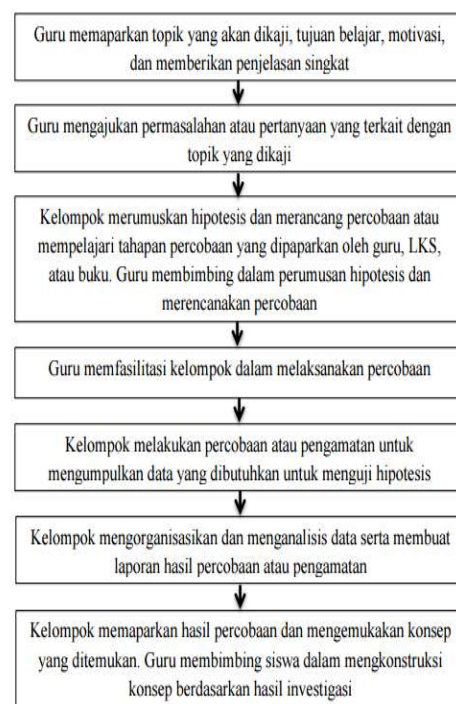 Guru memaparkan topik yang akan dikaji, tujuan belajar, motivasi,
dan memberikan penjelasan singkat
Guru mengajukan permasalahan atau pertanyaan yang terkait dengan
topik yang dikaji
Kelompok merumuskan hipotesis dan merancang percobaan atau
mempelajari tahapan percobaan yang dipaparkan oleh guru, LKS,
atau buku. Guru membimbing dalam perumusan hipotesis dan
merencanakan percobaan
Guru memfasilitasi kelompok dalam melaksanakan percobaan
Kelompok melakukan percobaan atau pengamatan untuk
mengumpulkan data yang dibutuhkan untuk menguji hipotesis
Kelompok mengorganisasikan dan menganalisis data serta membuat
laporan hasil percobaan atau pengamatan
Kelompok memaparkan hasil percobaan dan mengemukakan konsep
yang ditemukan. Guru membimbing siswa dalam mengkonstruksi
konsep berdasarkan hasil investigasi